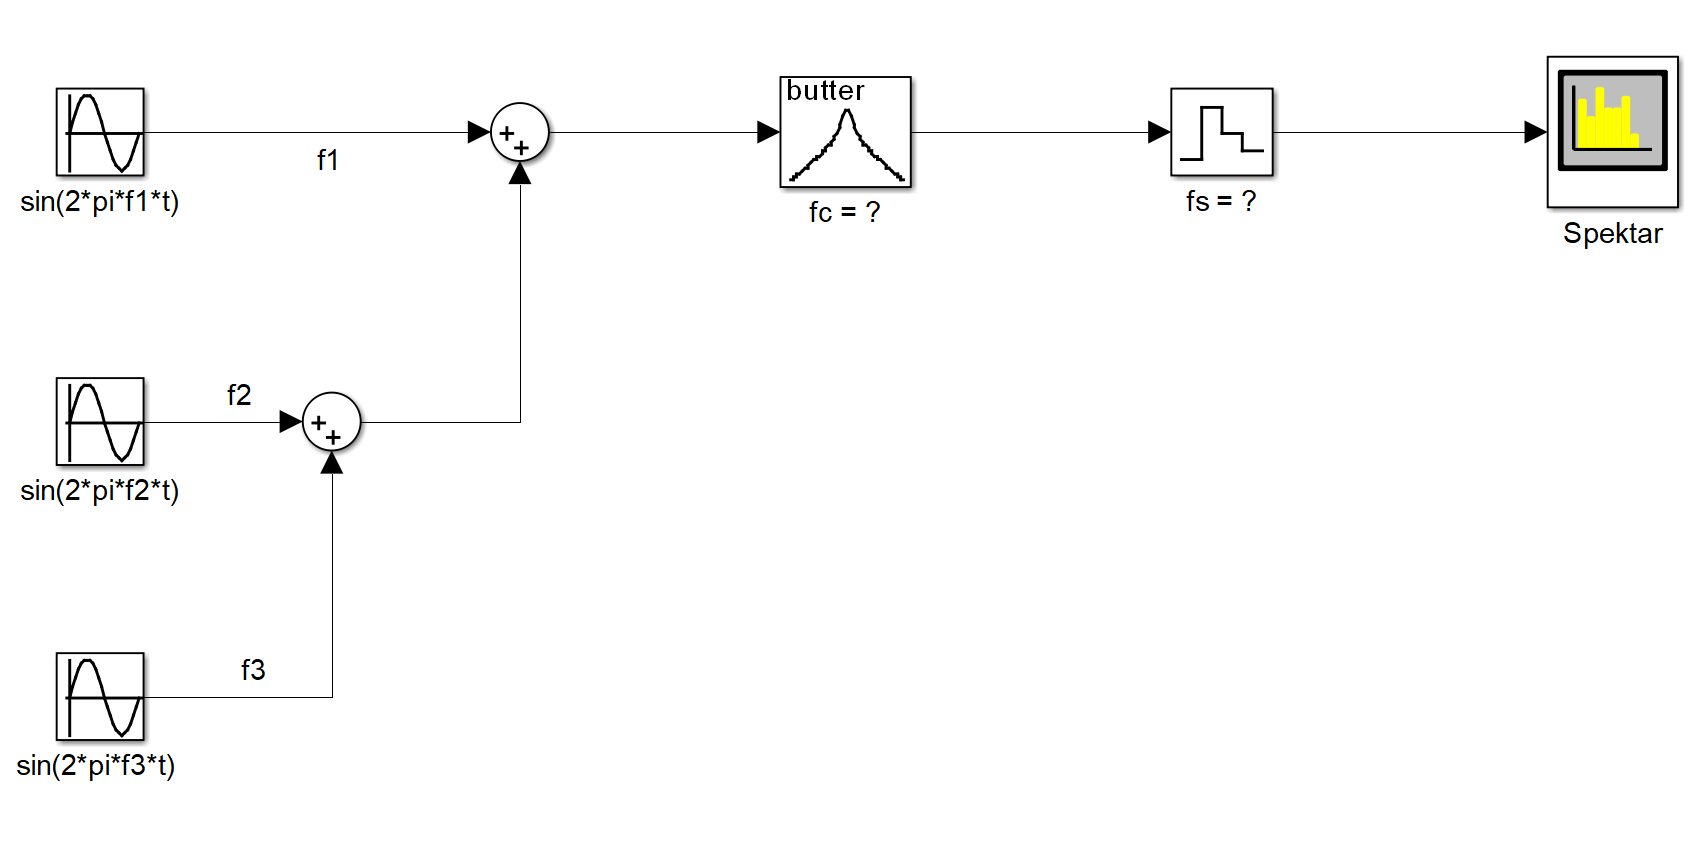 butter
f1
sin(2*pi*f1*t)
fc = ?
fs = ?
Spektar
f2
sin(2*pi*f2*t)
f3
sin(2*pi*f3*t)